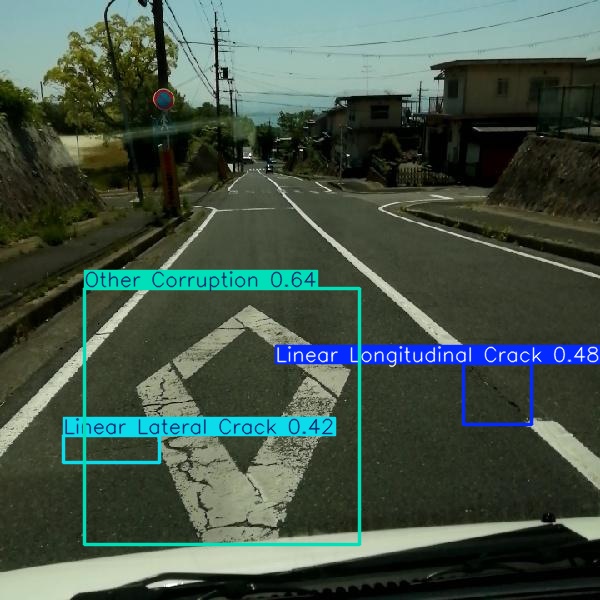 Other Corruption 0.64
Linear Longitudinal Crack 0.48
Linear Lateral Crack 0.42